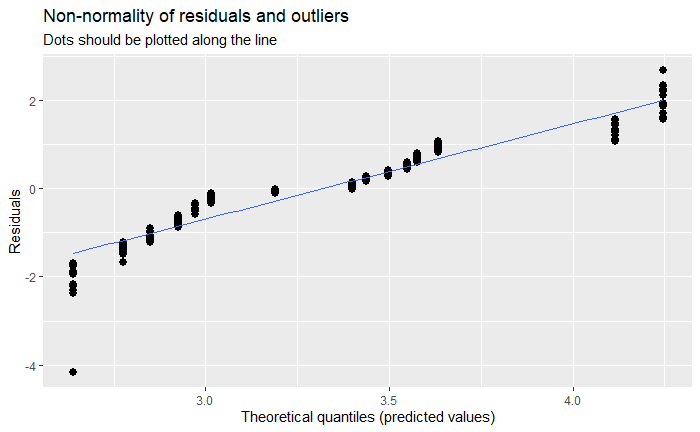 Non-normality of residuals and outliers
Dots should be plotted along the line
Residuals
2
0
-2
-4
3.0
3.5
4.0
Theoretical quantiles (predicted values)